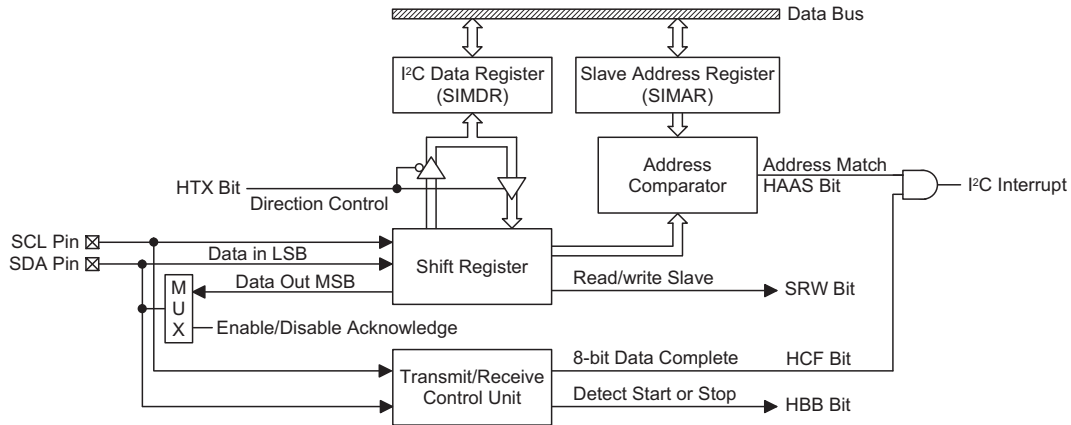 Data Bus
I²C Data Register
(SIMDR)
Slave Address Register
(SIMAR)
HTX Bit
Direction Control
Address
Comparator
Address Match
HAAS Bit
I²C Interrupt
SCL Pin
SDA Pin
Data in LSB
Shift Register
Data Out MSB
M
U
X
Enable/Disable Acknowledge
Read/write Slave
SRW Bit
Transmit/Receive
Control Unit
8-bit Data Complete
HCF Bit
Detect Start or Stop
HBB Bit